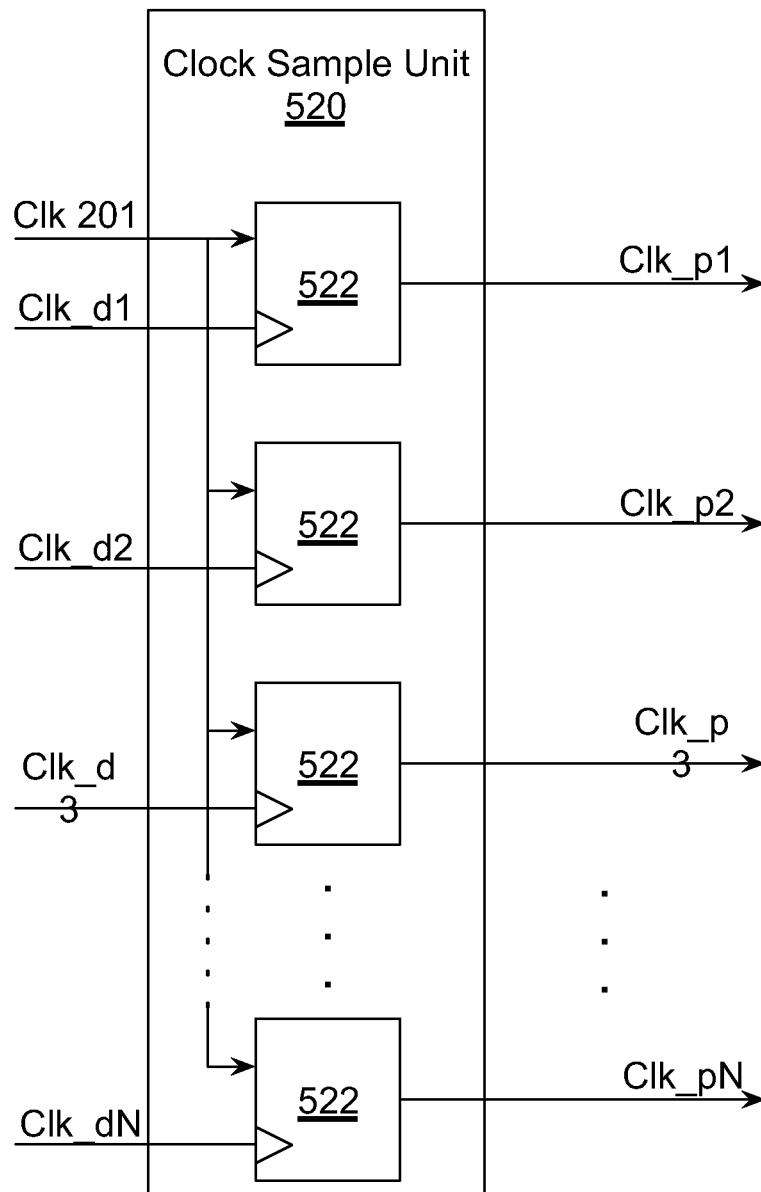 Clock Sample Unit
520
Clk 201
522
Clk_p1
Clk_d1
522
Clk_p2
Clk_d2
522
Clk_p
3
Clk_d
3
522
Clk_pN
Clk_dN